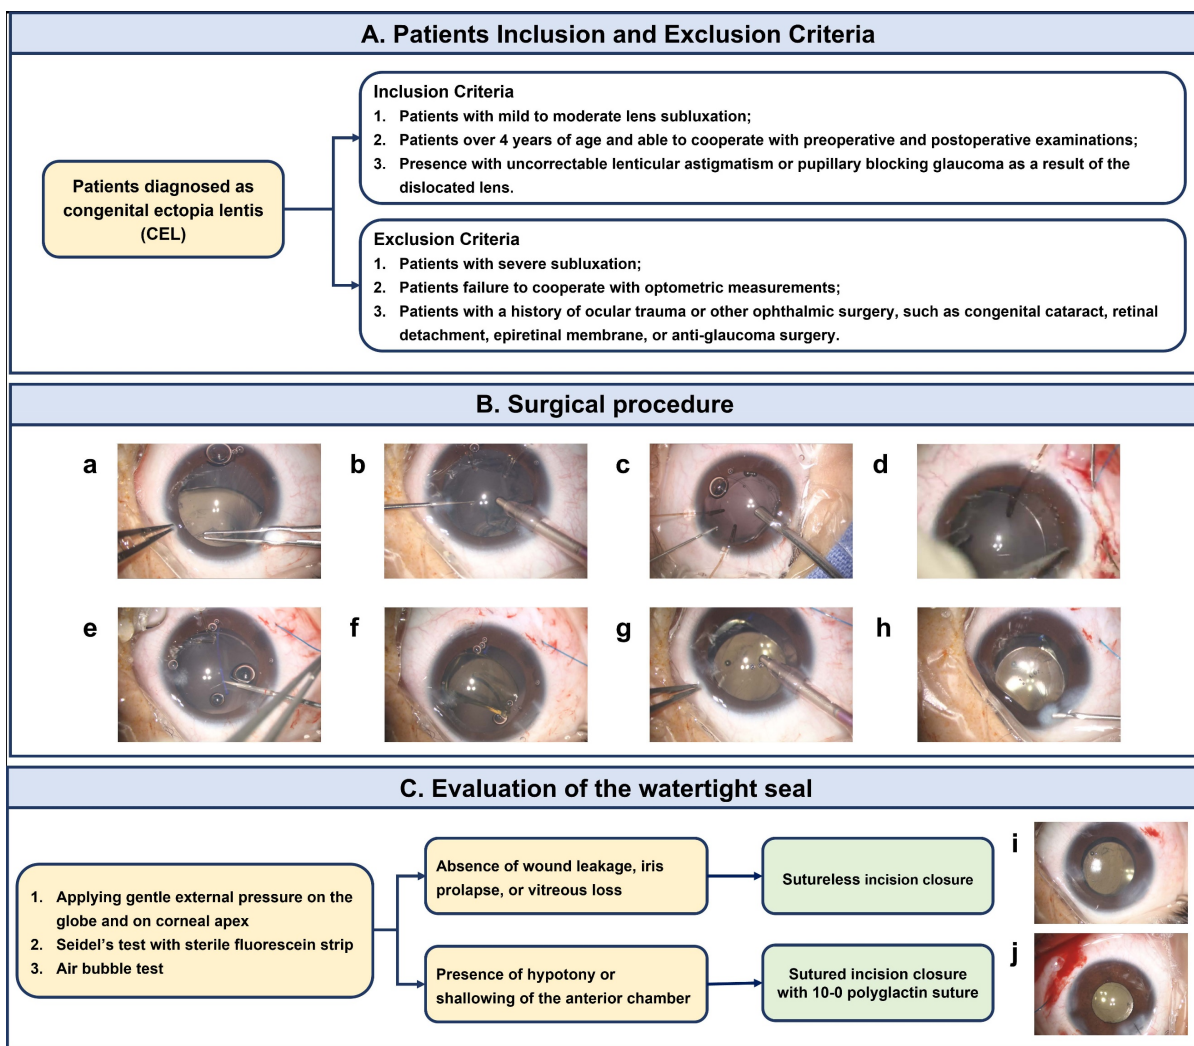 A. Patients Inclusion and Exclusion Criteria
Patients diagnosed as
congenital ectopia lentis
(CEL)
Inclusion Criteria
1. Patients with mild to moderate lens subluxation;
2. Patients over 4 years of age and able to cooperate with preoperative and postoperative examinations;
3. Presence with uncorrectable lenticular astigmatism or pupillary blocking glaucoma as a result of the
dislocated lens.
Exclusion Criteria
1. Patients with severe subluxation;
2. Patients failure to cooperate with optometric measurements;
3. Patients with a history of ocular trauma or other ophthalmic surgery, such as congenital cataract, retinal
detachment, epiretinal membrane, or anti-glaucoma surgery.
B. Surgical procedure
a
b
c
d
e
f
g
h
C. Evaluation of the watertight seal
1. Applying gentle external pressure on the
globe and on corneal apex
2. Seidel's test with sterile fluorescein strip
3. Air bubble test
Absence of wound leakage, iris
prolapse, or vitreous loss
Sutureless incision closure
i
Presence of hypotony or
shallowing of the anterior chamber
Sutured incision closure
with 10-0 polyglactin suture
j